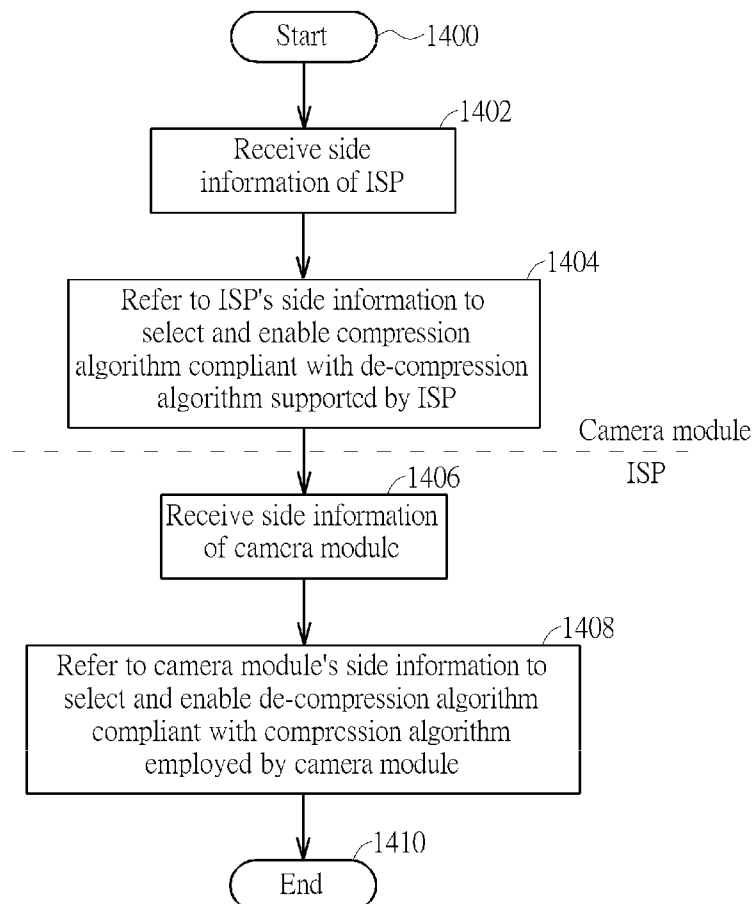 Start
1400
1402
Receive side
information of ISP
1404
Refer to ISP's side information to
select and enable compression
algorithm compliant with de-compression
algorithm supported by ISP
Camera module
ISP
1406
Receive side information
of camera module
1408
Refer to camera module's side information to
select and enable de-compression algorithm
compliant with compression algorithm
employed by camera module
1410
End